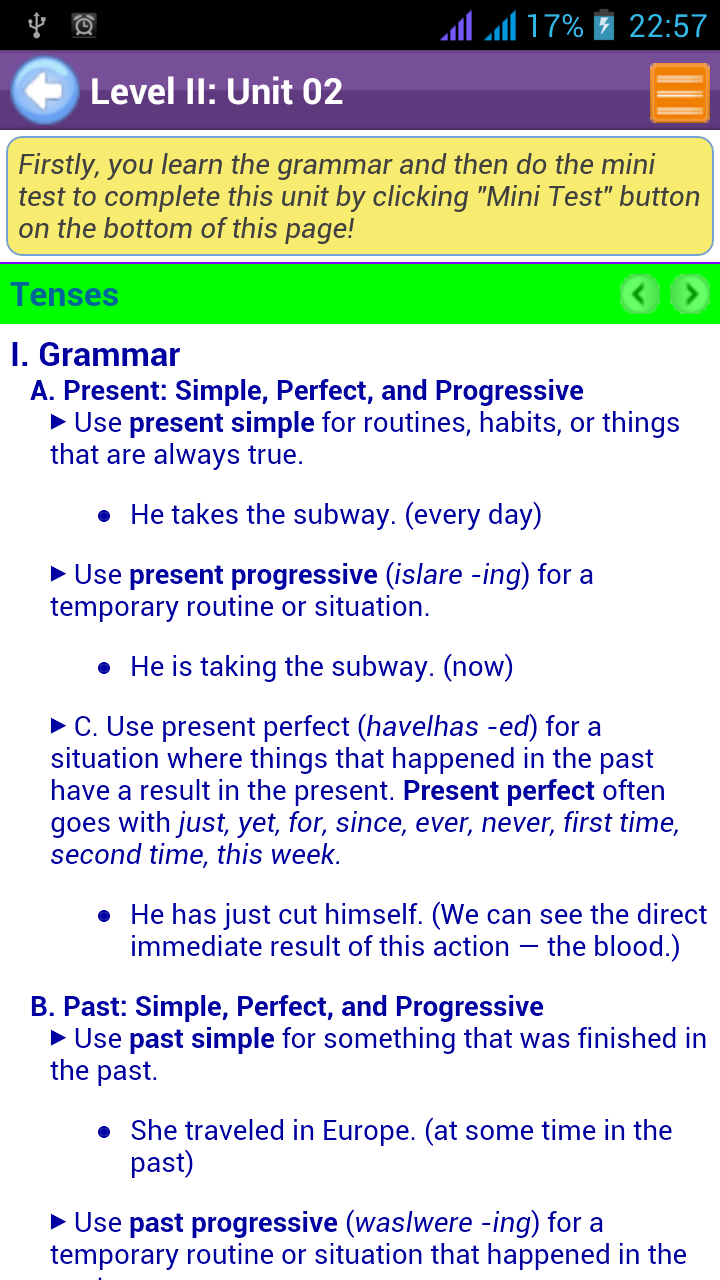 17% 22:57
Level II: Unit 02
Firstly, you learn the grammar and then do the mini
test to complete this unit by clicking "Mini Test" button
on the bottom of this page!
Tenses
I. Grammar
A. Present: Simple, Perfect, and Progressive
► Use present simple for routines, habits, or things
that are always true.
● He takes the subway. (every day)
► Use present progressive (islare -ing) for a
temporary routine or situation.
● He is taking the subway. (now)
► C. Use present perfect (havelhas -ed) for a
situation where things that happened in the past
have a result in the present. Present perfect often
goes with just, yet, for, since, ever, never, first time,
second time, this week.
● He has just cut himself. (We can see the direct
immediate result of this action — the blood.)
B. Past: Simple, Perfect, and Progressive
► Use past simple for something that was finished in
the past.
● She traveled in Europe. (at some time in the
past)
► Use past progressive (waslwere -ing) for a
temporary routine or situation that happened in the